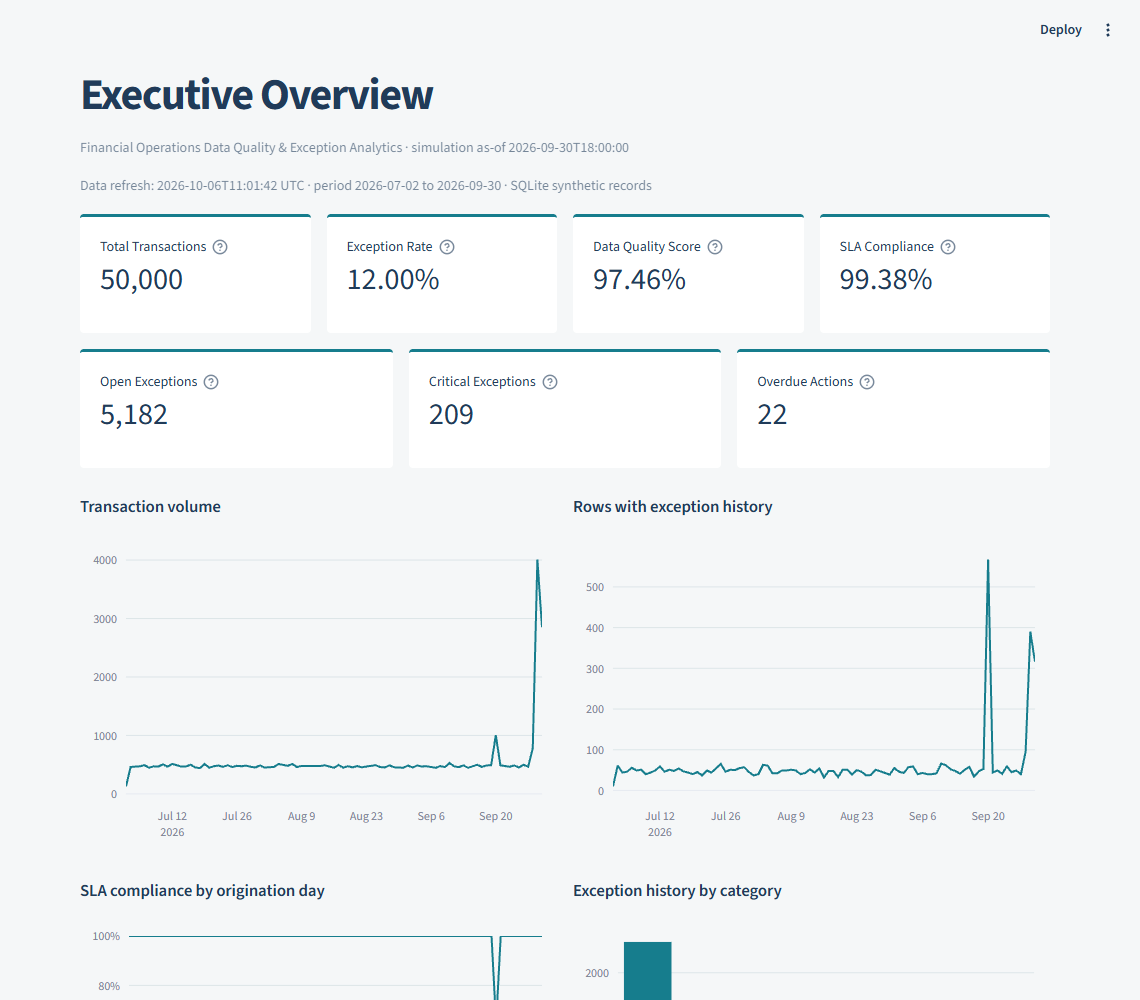 Deploy
Executive Overview
Financial Operations Data Quality & Exception Analytics · simulation as-of 2026-09-30T18:00:00
Data refresh: 2026-10-06T11:01:42 UTC · period 2026-07-02 to 2026-09-30 · SQLite synthetic records
Total Transactions
50,000
Exception Rate
12.00%
Data Quality Score
97.46%
SLA Compliance
99.38%
Open Exceptions
5,182
Critical Exceptions
209
Overdue Actions
22
Transaction volume
4000
3000
2000
1000
0
Jul 12 Jul 26 Aug 9 Aug 23 Sep 6 Sep 20
2026
Rows with exception history
500
400
300
200
100
0
Jul 12 Jul 26 Aug 9 Aug 23 Sep 6 Sep 20
2026
SLA compliance by origination day
100%
80%
Exception history by category
2000